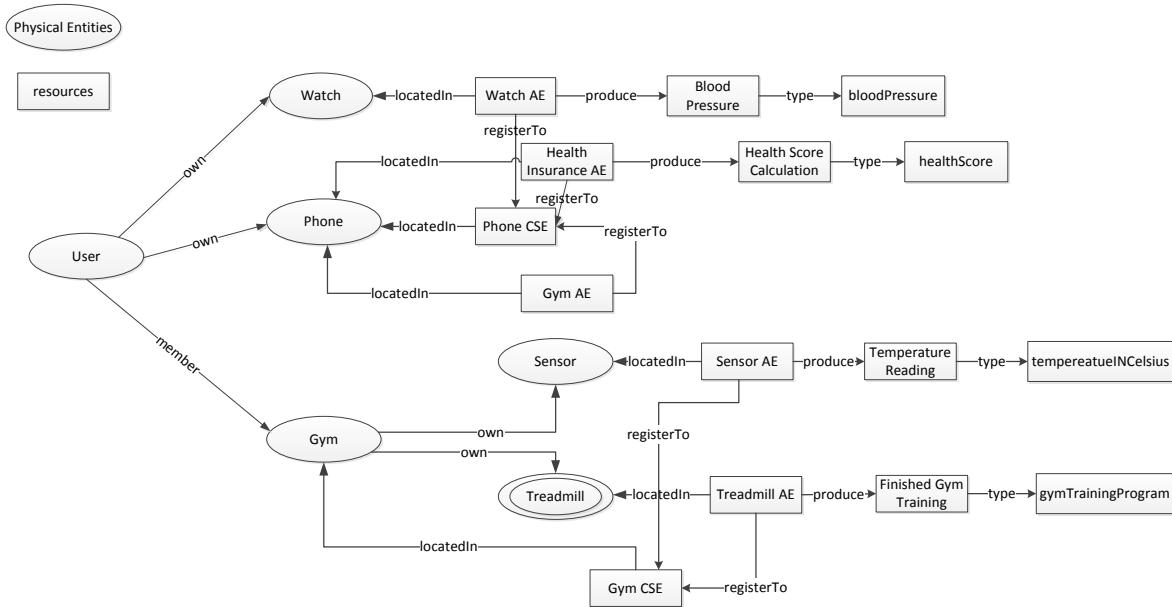 Physical Entities
resources
Watch
locatedIn
Watch AE
produce
Blood
Pressure
type
bloodPressure
registerTo
own
locatedIn
Health
Insurance AE
produce
Health Score
Calculation
type
healthScore
registerTo
Phone
locatedIn
Phone CSE
registerTo
own
User
locatedIn
Gym AE
member
Sensor
locatedIn
Sensor AE
produce
Temperature
Reading
type
tempereatueINCelsius
registerTo
Gym
own
own
Treadmill
locatedIn
Treadmill AE
produce
Finished Gym
Training
type
gymTrainingProgram
locatedIn
Gym CSE
registerTo